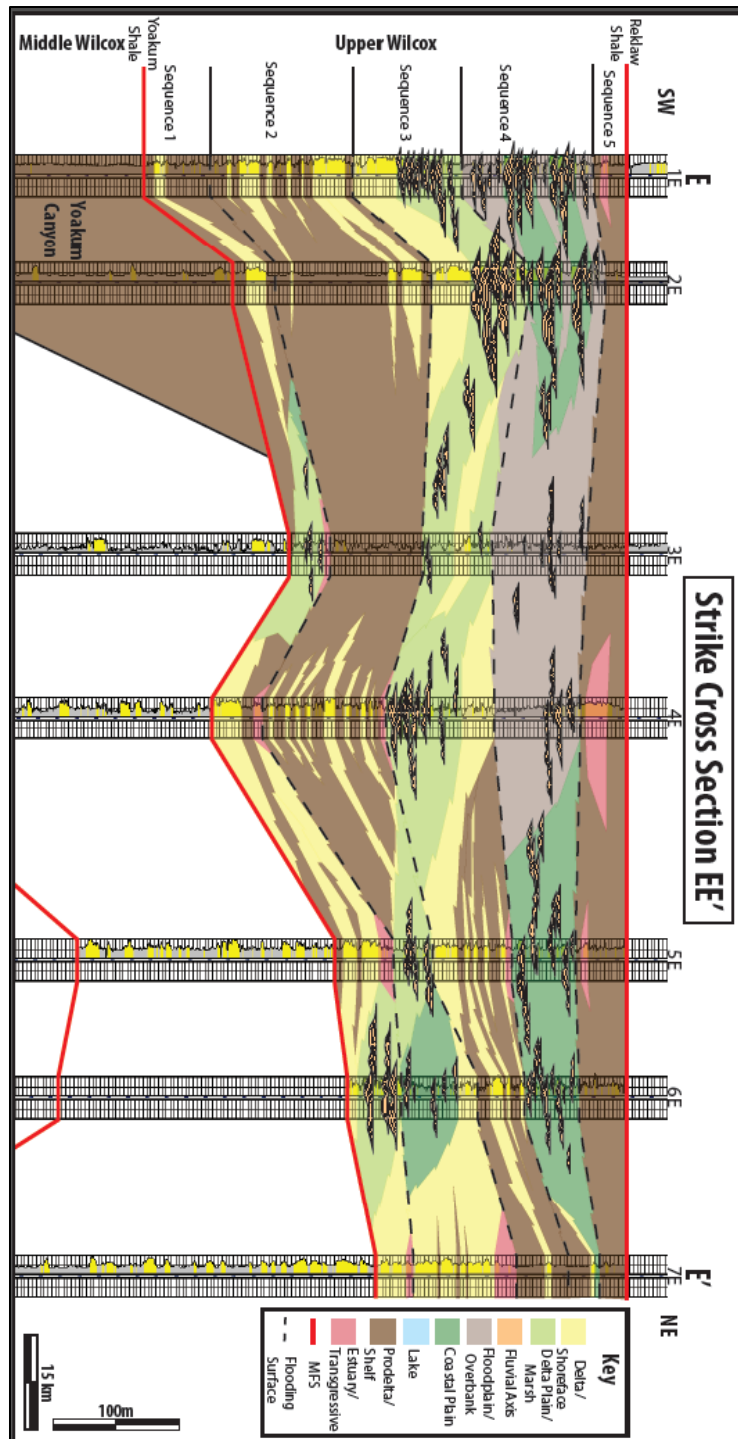 Strike Cross Section EE'
SW
E
E'
NE
Reklaw
Shale
Upper Wilcox
Yoakum
Shale
Middle Wilcox
Sequence 5
Sequence 4
Sequence 3
Sequence 2
Sequence 1
1E
2E
3E
4E
5E
6E
7E
Yoakum
Canyon
Key
Delta/
Shoreface
Delta Plain/
Marsh
Fluvial Axis
Floodplain/
Overbank
Coastal Plain
Lake
Prodelta/
Shelf
Estuary/
Transgressive
MFS
Flooding
Surface
100m
15 km